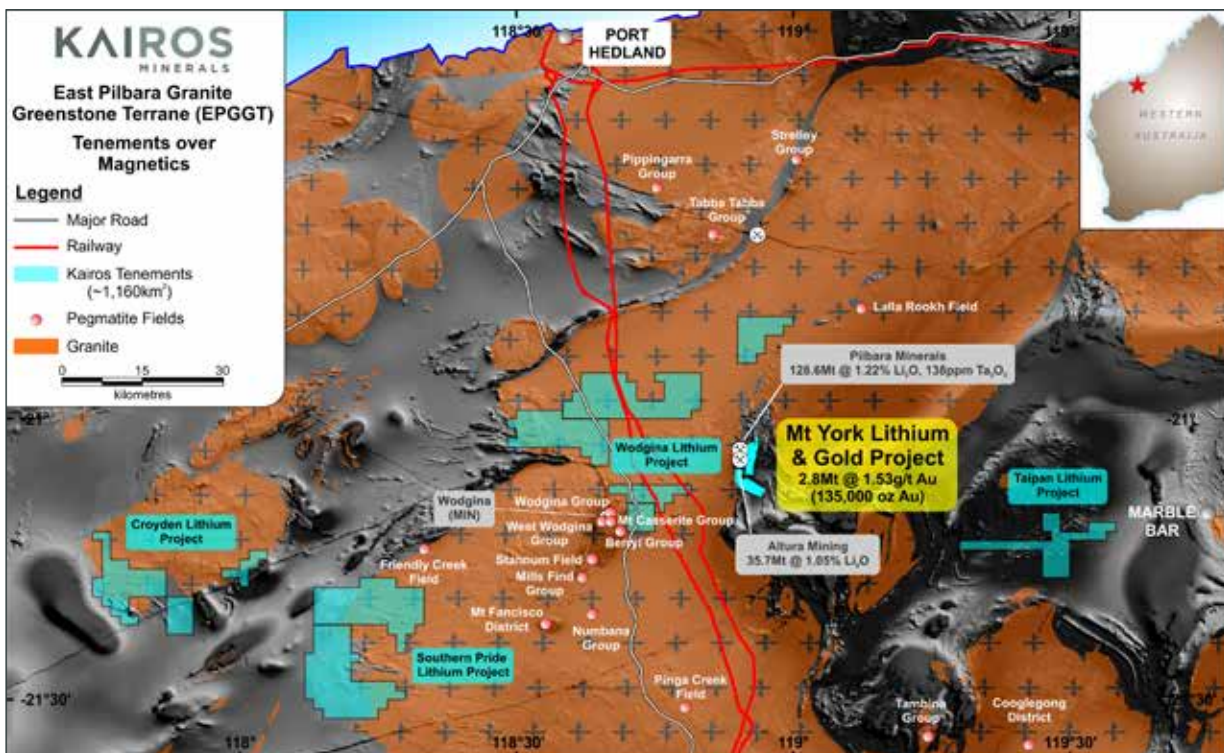 KAIROS
MINERALS
East Pilbara Granite
Greenstone Terrane (EPGGT)
Tenements over
Magnetics
Legend
Major Road
Railway
Kairos Tenements
(~1,160km²)
Pegmatite Fields
Granite
0 15 30
kilometres
118°30'
PORT
HEDLAND
119°
WESTERN
AUSTRALIA
Strelley
Group
Pippingarra
Group
Tabba Tabba
Group
Lalla Rookh Field
Pilbara Minerals
128.6Mt @ 1.22% Li₂O, 138ppm Ta₂O₅
-21°
-21°
Mt York Lithium
& Gold Project
2.8Mt @ 1.53g/t Au
(135,000 oz Au)
Wodgina Lithium
Project
Taipan Lithium
Project
MARBLE
BAR
Wodgina
(MIN)
Wodgina Group
West Wodgina
Group
Mt Casserite Group
Berryl Group
Croyden Lithium
Project
Altura Mining
35.7Mt @ 1.05% Li₂O
Friendly Creek
Field
Stannum Field
Mills Find
Group
Mt Fancisco
District
Numbana
Group
Southern Pride
Lithium Project
Pinga Creek
Field
-21°30'
Tambina
Group
Cooglegong
District
118°
118°30'
119°
119°30'